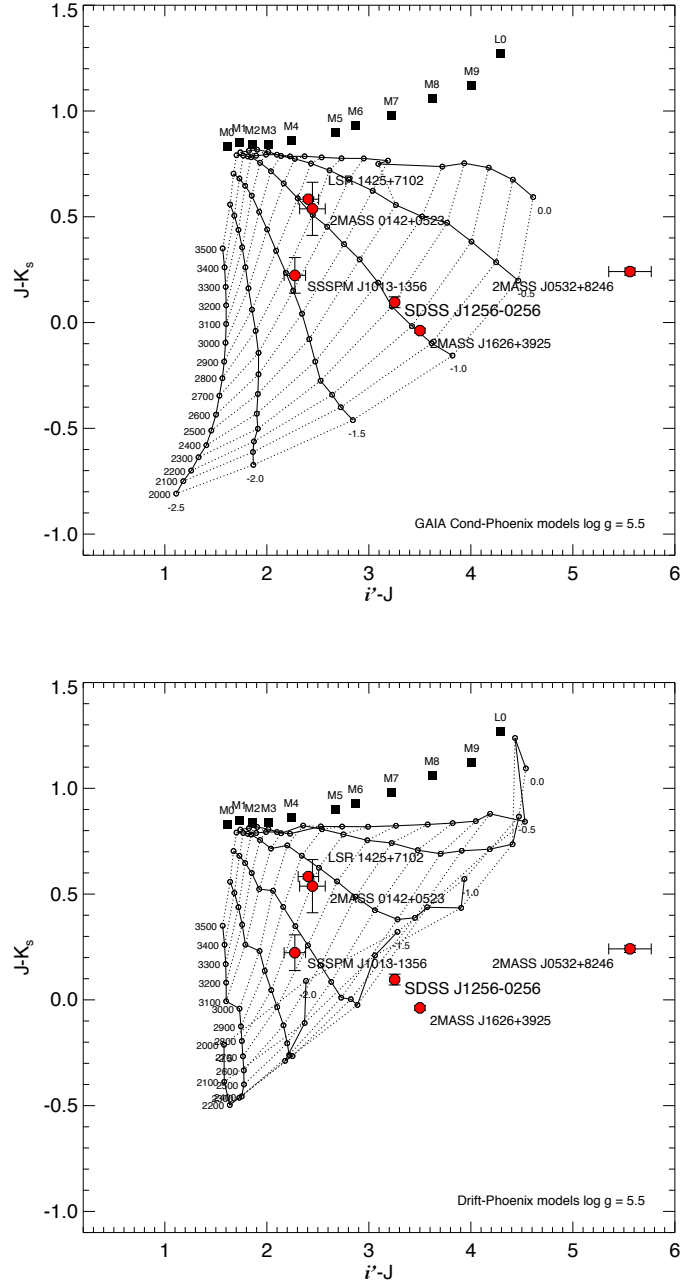 1.5
1.0
0.5
0.0
-0.5
-1.0
J-Ks
L0
M9
M8
M7
M6
M5
M4
M0 M1 M2 M3
LSR 1425+7102
2MASS 0142+0523
0.0
SSSPM J1013-1356
2MASS J0532+8246
-0.5
SDSS J1256-0256
2MASS J1626+3925
-1.0
3500
3400
3300
3200
3100
3000
2900
2800
2700
2600
2500
2400
2300
2200
2100
2000
-1.5
-2.0
-2.5
GAIA Cond-Phoenix models log g = 5.5
1 2 3 4 5 6
i'-J
1.5
1.0
0.5
0.0
-0.5
-1.0
J-Ks
L0
M9
M8
M7
M6
M5
M4
M0 M1 M2 M3
0.0
-0.5
LSR 1425+7102
2MASS 0142+0523
-1.0
-1.5
SSSPM J1013-1356
2MASS J0532+8246
-2.0
SDSS J1256-0256
2MASS J1626+3925
3500
3400
3300
3200
3100
3000
2900
2000
2600
2100
2200
Drift-Phoenix models log g = 5.5
1 2 3 4 5 6
i'-J